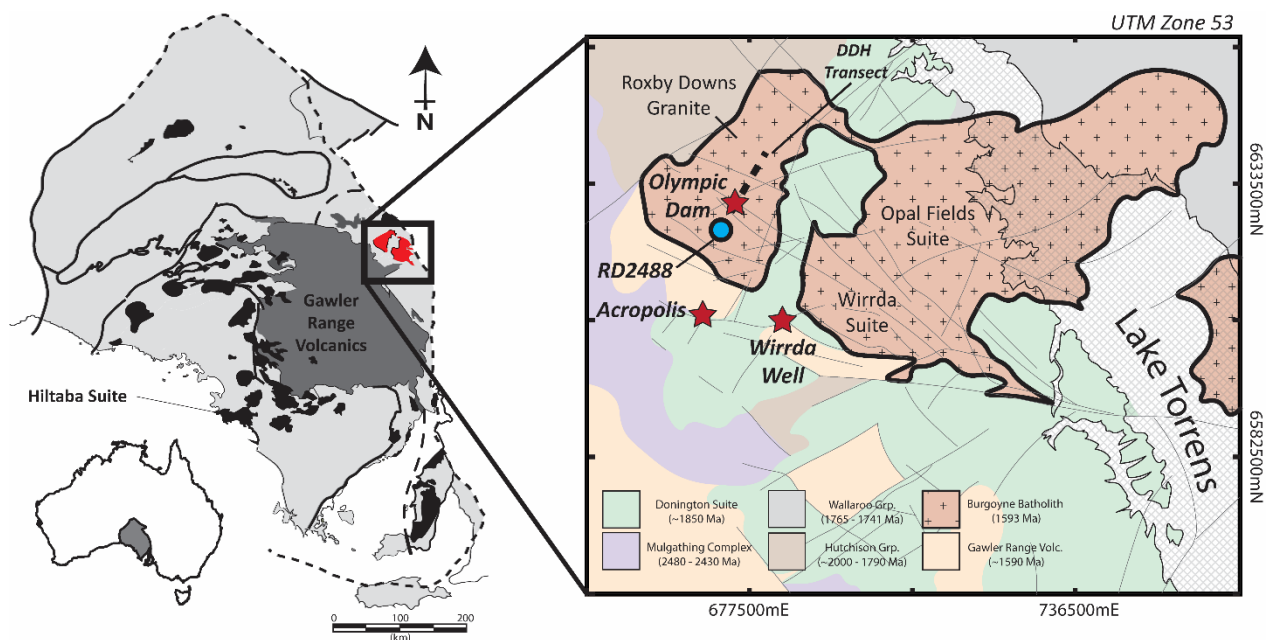 UTM Zone 53
N
Gawler
Range
Volcanics
Hiltaba Suite
0 100 200
(km)
DDH
Transect
Roxby Downs
Granite
Olympic
Dam
RD2488
Acropolis
Wirrda
Well
Opal Fields
Suite
Wirrda
Suite
Lake Torrens
6633500mN
6582500mN
Donington Suite
(~1850 Ma)
Wallaroo Grp.
(1765 - 1741 Ma)
Burgoyne Batholith
(1593 Ma)
Mulgathing Complex
(2480 - 2430 Ma)
Hutchison Grp.
(~2000 - 1790 Ma)
Gawler Range Volc.
(~1590 Ma)
677500mE
736500mE